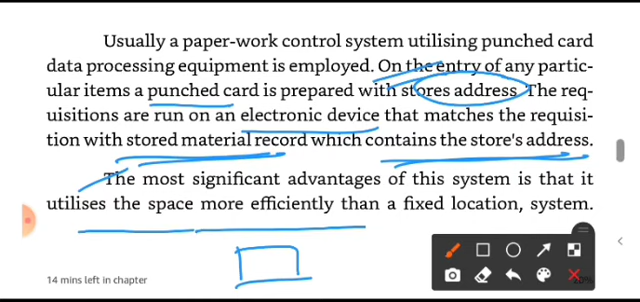 Usually a paper-work control system utilising punched card
data processing equipment is employed. On the entry of any partic-
ular items a punched card is prepared with stores address. The req-
uisitions are run on an electronic device that matches the requisi-
tion with stored material record which contains the store's address.
The most significant advantages of this system is that it
utilises the space more efficiently than a fixed location, system.
14 mins left in chapter